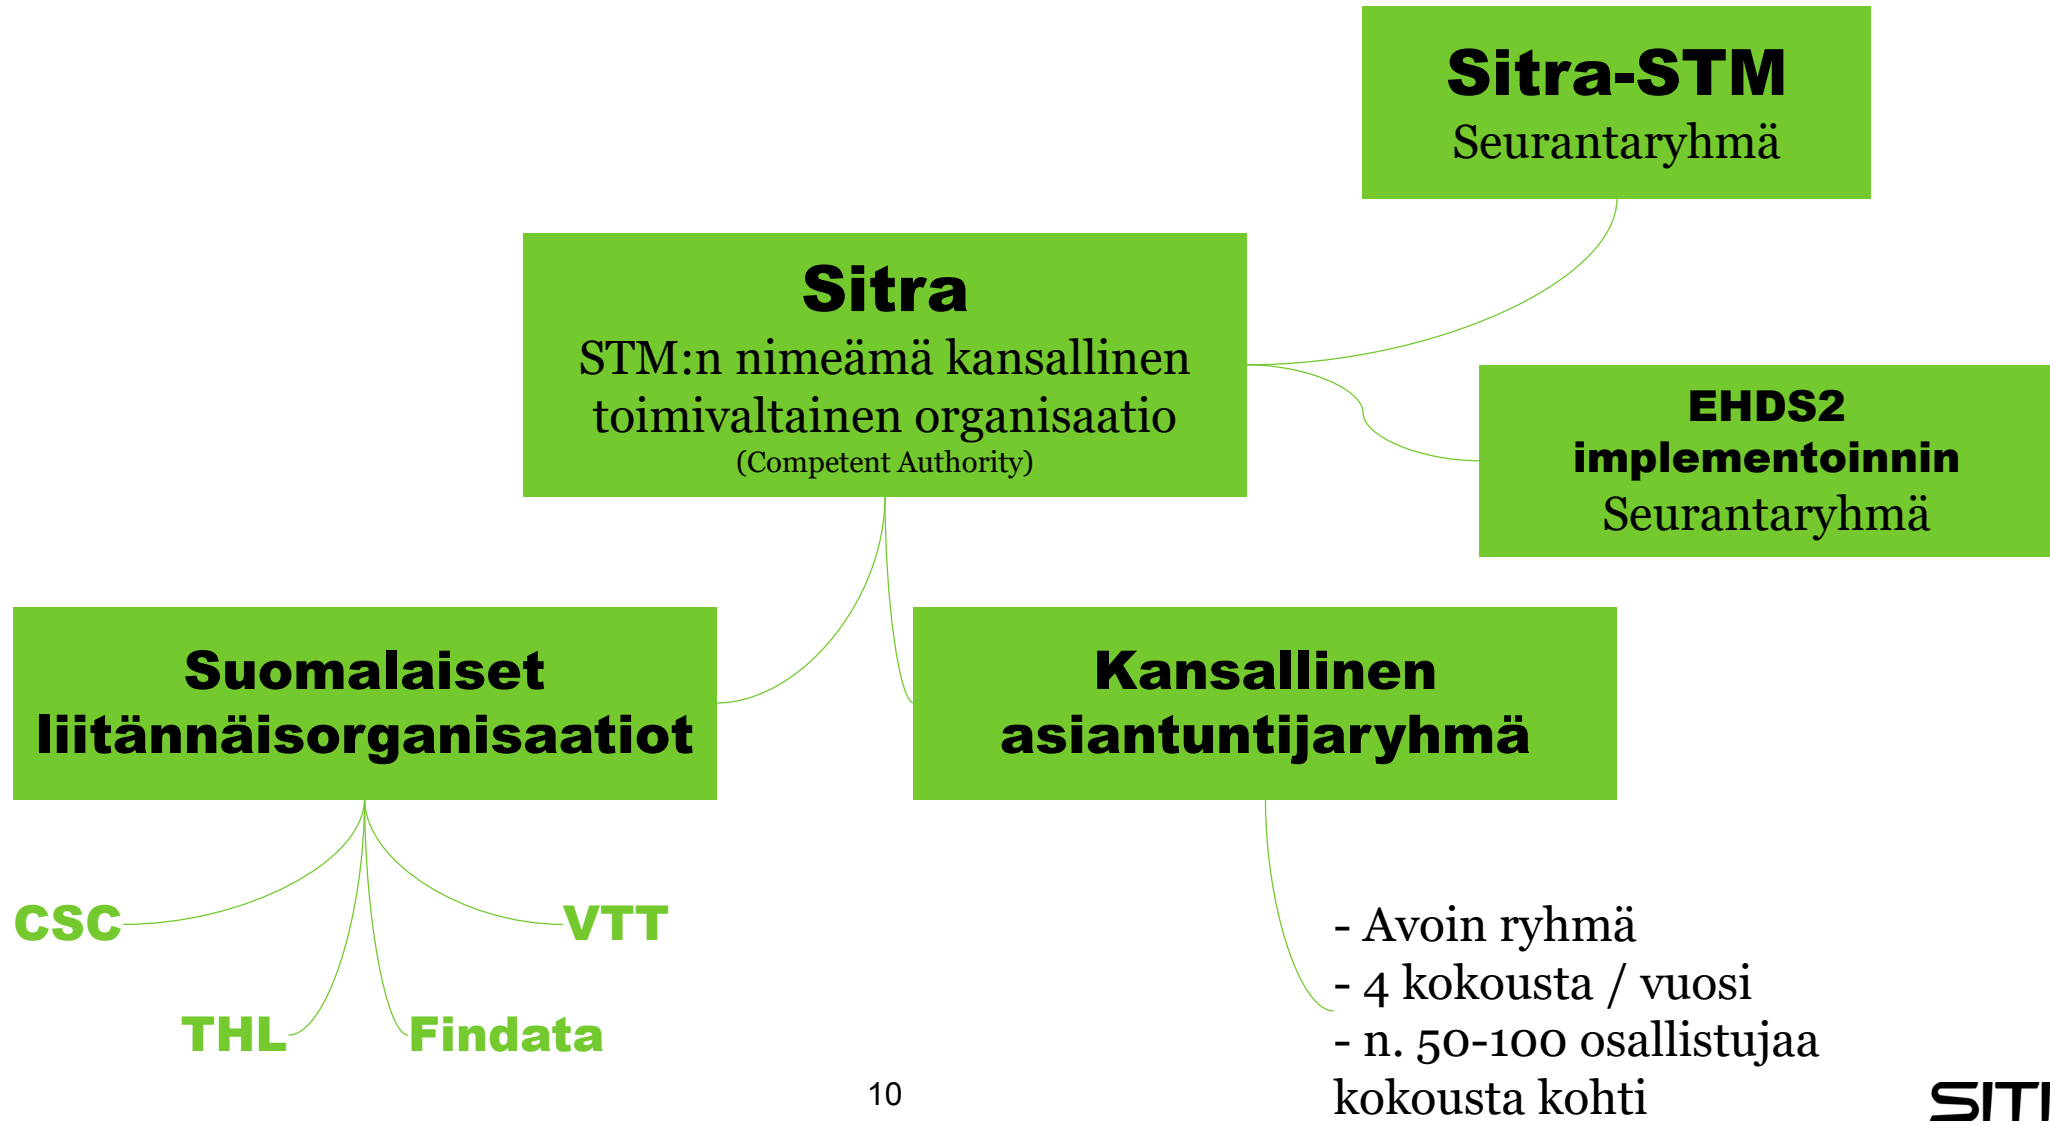 Sitra-STM
Seurantaryhmä
Sitra
STM:n nimeämä kansallinen
toimivaltainen organisaatio
(Competent Authority)
EHDS2
implementoinnin
Seurantaryhmä
Suomalaiset
liitännäisorganisaatiot
Kansallinen
asiantuntijaryhmä
CSC
VTT
THL
Findata
- Avoin ryhmä
- 4 kokousta / vuosi
- n. 50-100 osallistujaa
kokousta kohti
10